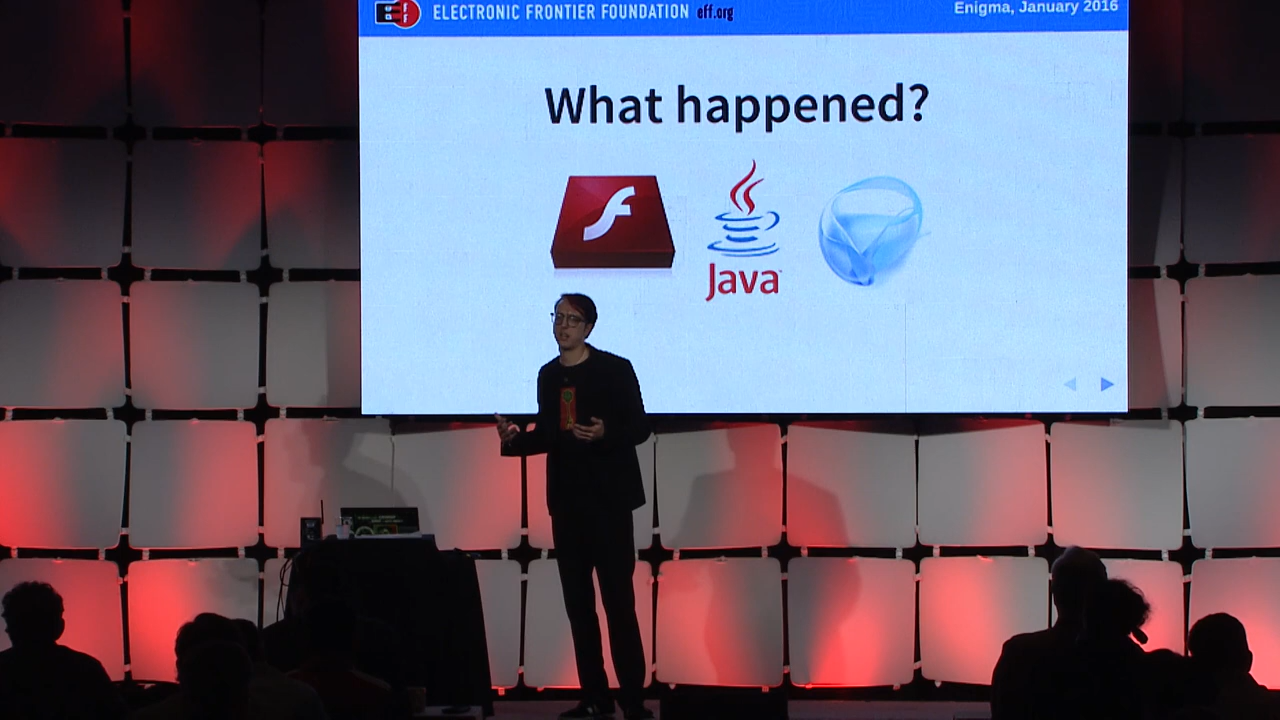 ELECTRONIC FRONTIER FOUNDATION eff.org
Enigma, January 2016
What happened?
Java